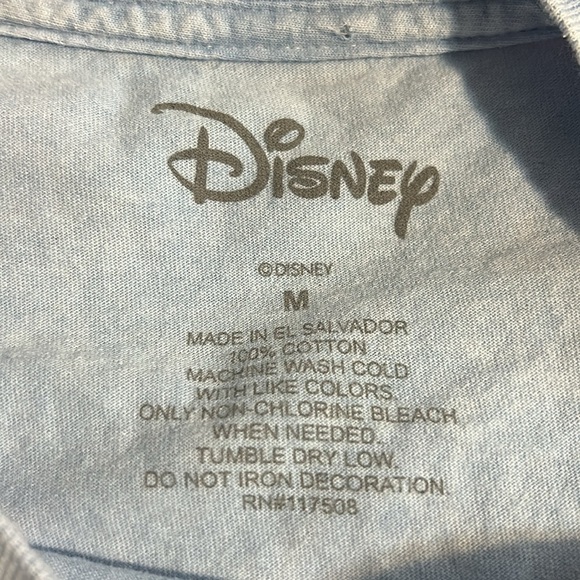 Disney
©DISNEY
M
MADE IN EL SALVADOR
100% COTTON
MACHINE WASH COLD
WITH LIKE COLORS.
ONLY NON-CHLORINE BLEACH
WHEN NEEDED.
TUMBLE DRY LOW.
DO NOT IRON DECORATION.
RN#117508